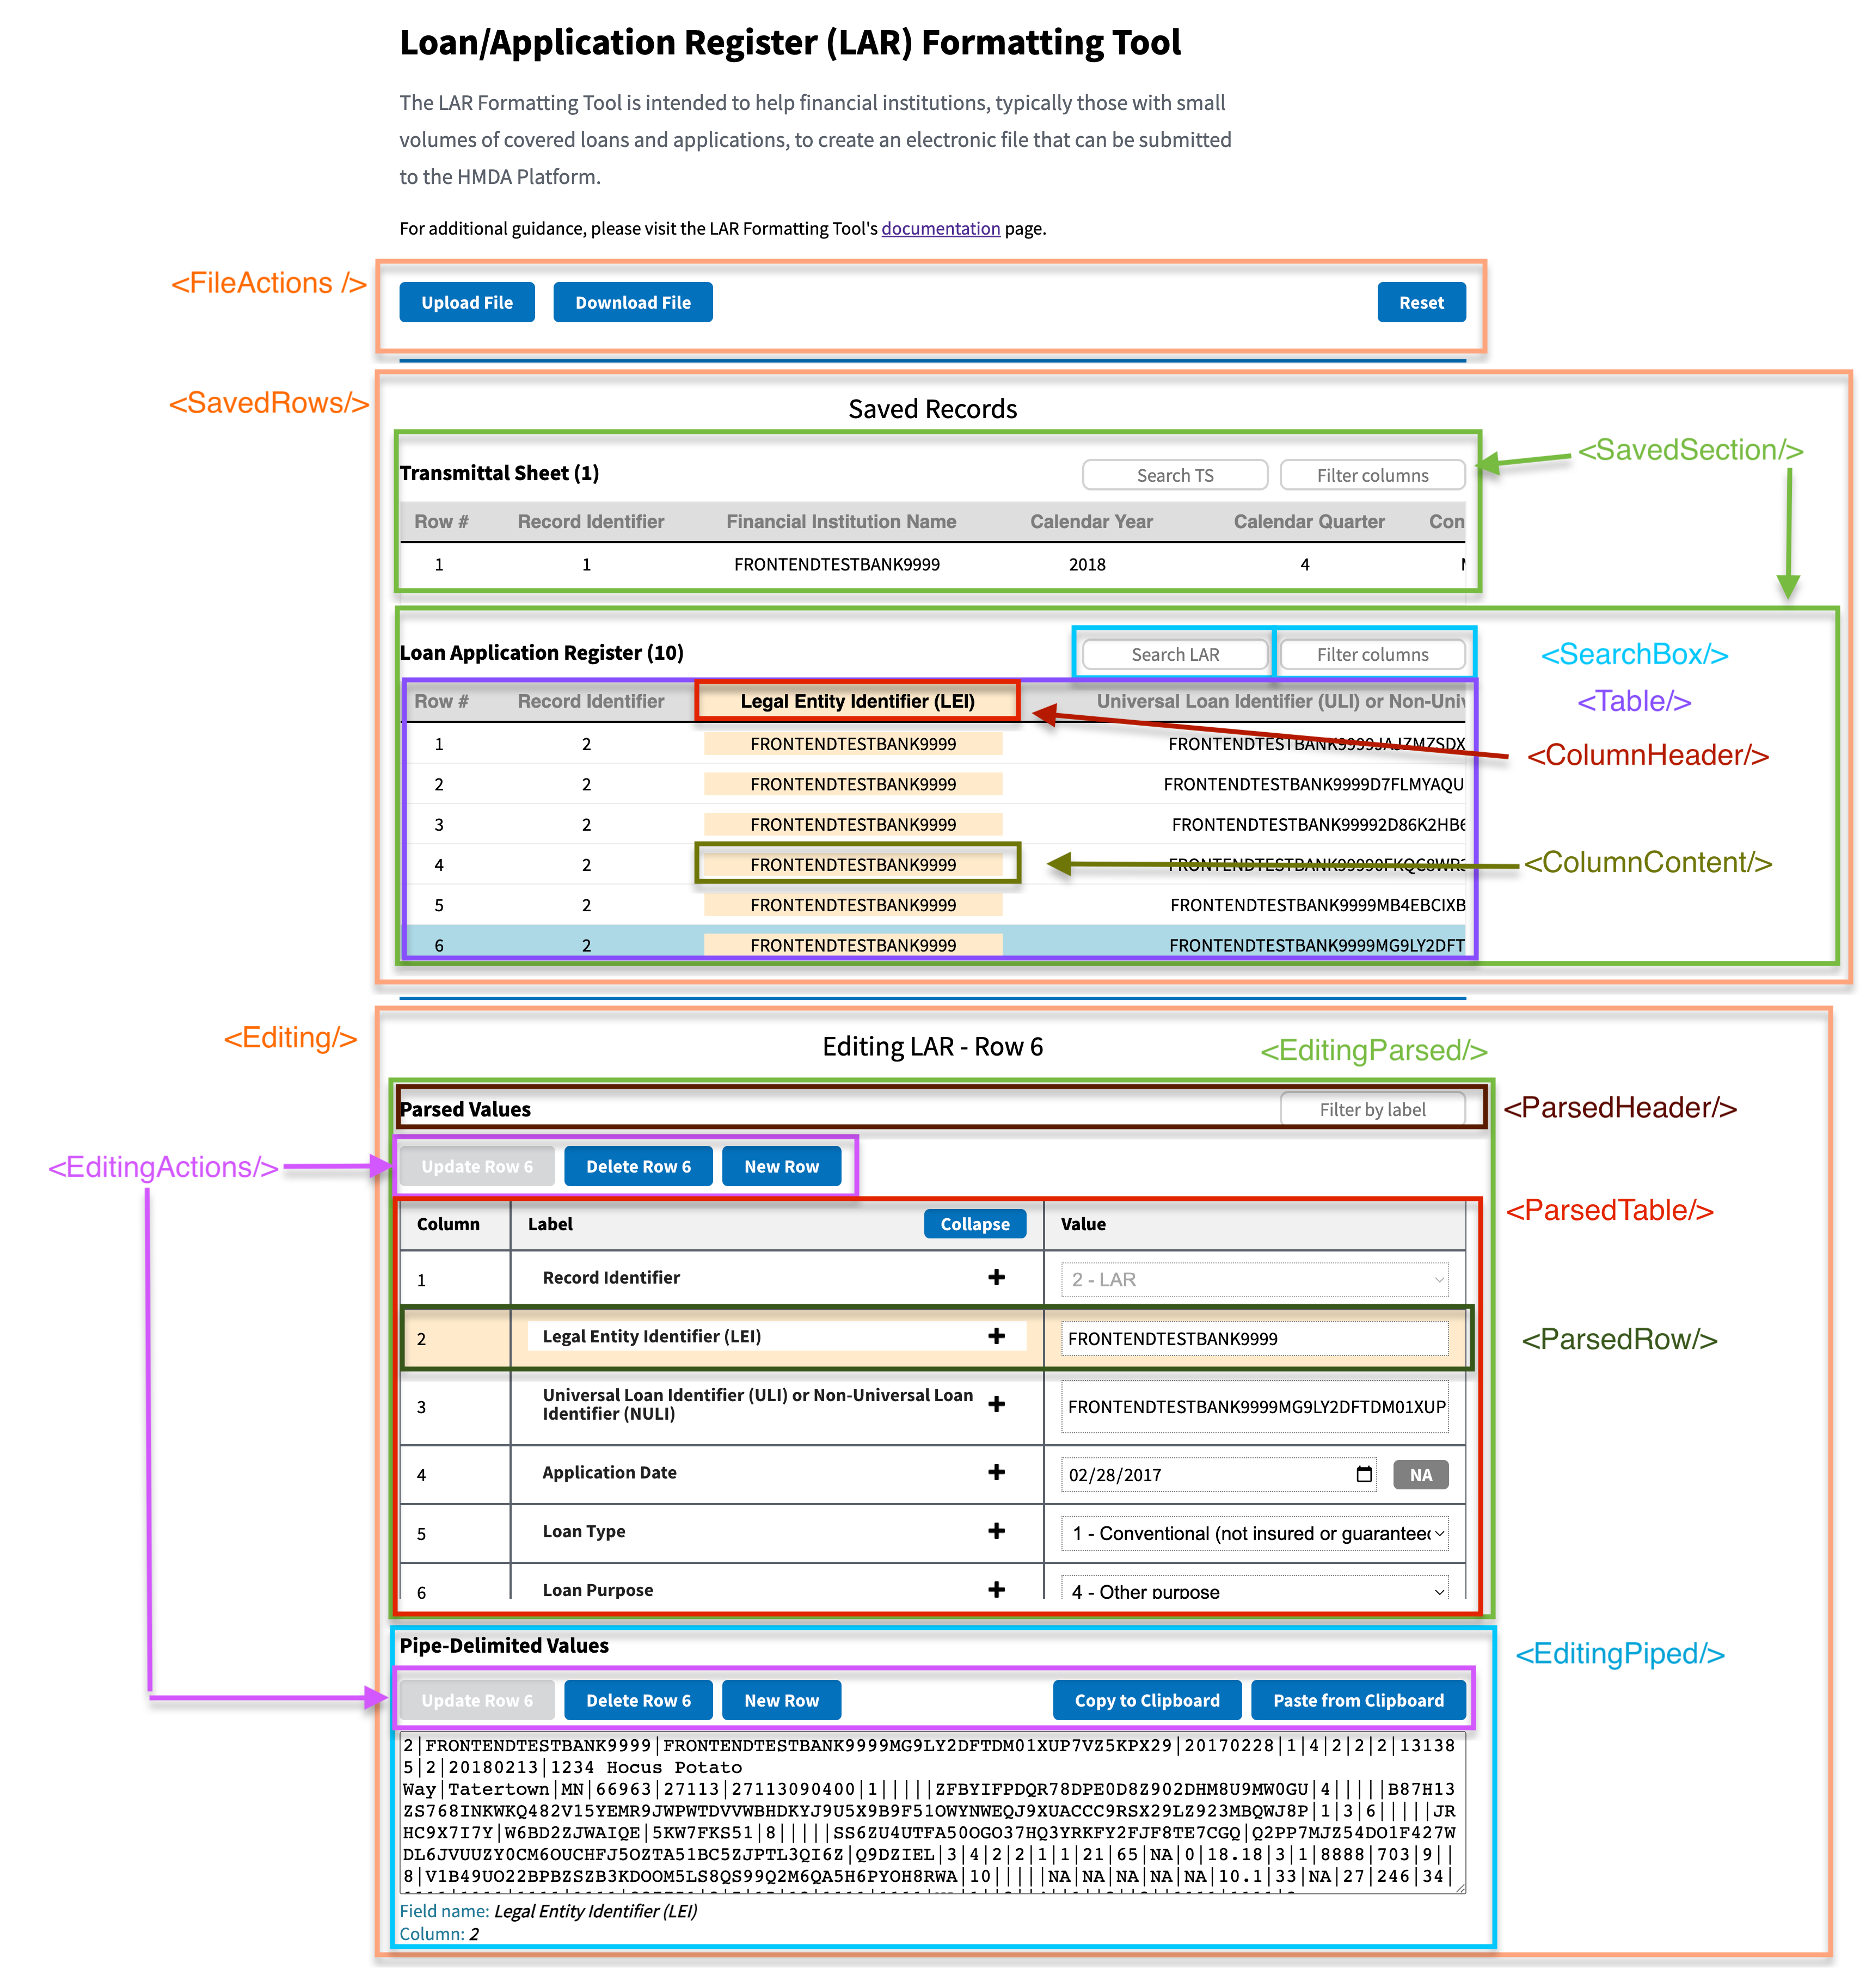 Loan/Application Register (LAR) Formatting Tool
The LAR Formatting Tool is intended to help financial institutions, typically those with small
volumes of covered loans and applications, to create an electronic file that can be submitted
to the HMDA Platform.
For additional guidance, please visit the LAR Formatting Tool's documentation page.
<FileActions />
Upload File Download File Reset
<SavedRows/>
Saved Records
<SavedSection/>
Transmittal Sheet (1) Search TS Filter columns
Row # Record Identifier Financial Institution Name Calendar Year Calendar Quarter Con
1 1 FRONTENDTESTBANK9999 2018 4
Loan Application Register (10) Search LAR Filter columns <SearchBox/>
Row # Record Identifier Legal Entity Identifier (LEI) Universal Loan Identifier (ULI) or Non-Univ <Table/>
1 2 FRONTENDTESTBANK9999 FRONTENDTESTBANK9999JAJZMZSDX
<ColumnHeader/>
2 2 FRONTENDTESTBANK9999 FRONTENDTESTBANK9999D7FLMYAQU
3 2 FRONTENDTESTBANK9999 FRONTENDTESTBANK99992D86K2HB6
4 2 FRONTENDTESTBANK9999 <ColumnContent/>
5 2 FRONTENDTESTBANK9999 FRONTENDTESTBANK9999MB4EBCIXB
6 2 FRONTENDTESTBANK9999 FRONTENDTESTBANK9999MG9LY2DFT
<Editing/>
Editing LAR - Row 6 <EditingParsed/>
Parsed Values Filter by label <ParsedHeader/>
<EditingActions/> Update Row 6 Delete Row 6 New Row
<ParsedTable/>
Column Label Collapse Value
1 Record Identifier 2 - LAR
2 Legal Entity Identifier (LEI) FRONTENDTESTBANK9999 <ParsedRow/>
3 Universal Loan Identifier (ULI) or Non-Universal Loan
Identifier (NULI) FRONTENDTESTBANK9999MG9LY2DFTDM01XUP
4 Application Date 02/28/2017 NA
5 Loan Type 1 - Conventional (not insured or guaranteed
6 Loan Purpose 4 - Other purpose
Pipe-Delimited Values <EditingPiped/>
Update Row 6 Delete Row 6 New Row Copy to Clipboard Paste from Clipboard
2|FRONTENDTESTBANK9999|FRONTENDTESTBANK9999MG9LY2DFTDM01XUP7VZ5KPX29|20170228|1|4|2|2|2|13138
5|2|20180213|1234 Hocus Potato
Way|Tatertown|MN|66963|27113|27113090400|1|||||ZFBYIFPDQR78DPE0D8Z902DHM8U9MW0GU|4|||||B87H13
ZS768INKWKQ482V15YEMR9JWPWTDVVWBHDKYJ9U5X9B9F51OWYNWEQJ9XUACCC9RSX29LZ923MBQWJ8P|1|3|6|||||JR
HC9X7I7Y|W6BD2ZJWAIQE|5KW7FKS51|8|||||SS6ZU4UTFA50OGO37HQ3YRKFY2FJF8TE7CGQ|Q2PP7MJZ54DO1F427W
DL6JVUUZY0CM6OUCHFJ5OZTA51BC5ZJPTL3QI6Z|Q9DZIEL|3|4|2|2|1|1|21|65|NA|0|18.18|3|1|8888|703|9||
8|V1B49UO22BPBZSZB3KDOOM5LS8QS99Q2M6QA5H6PYOH8RWA|10|||||NA|NA|NA|NA|NA|10.1|33|NA|27|246|34|
Field name: Legal Entity Identifier (LEI)
Column: 2